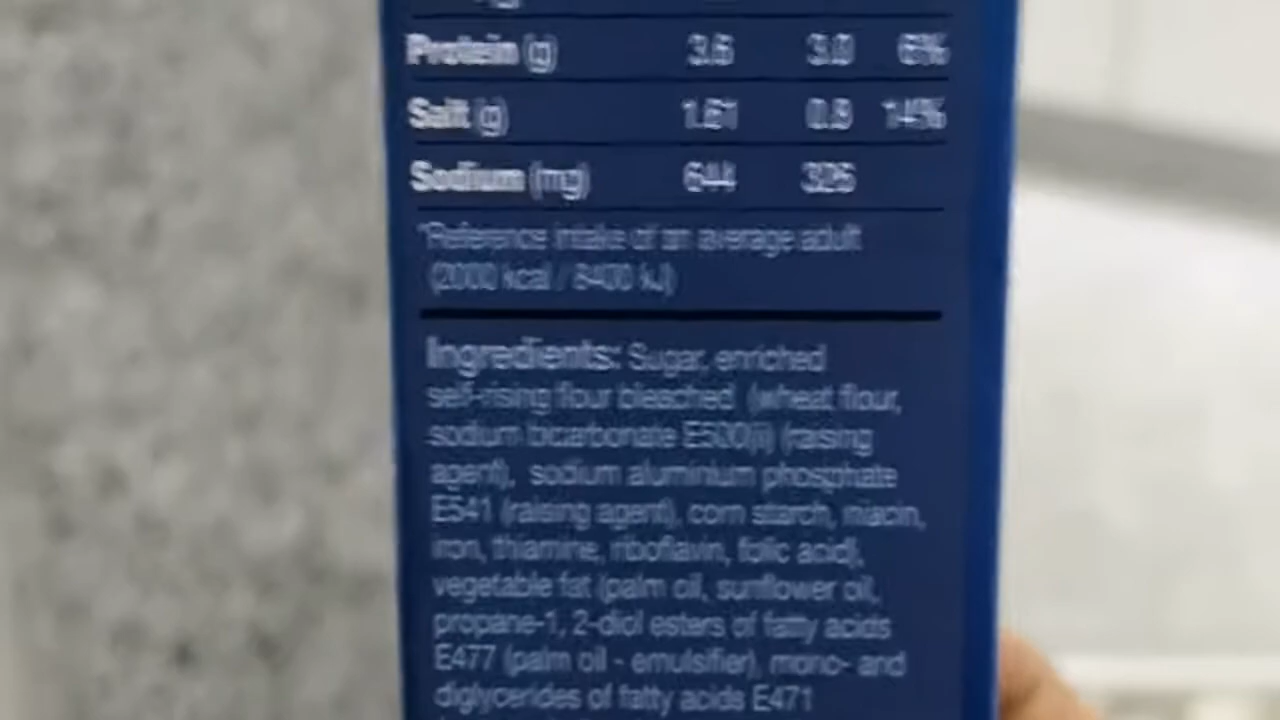 Protein (g) 3.6 3.0 6%
Salt (g) 1.61 0.8 14%
Sodium (mg) 644 326
*Reference intake of an average adult
(2000 kcal / 8400 kJ)
Ingredients: Sugar, enriched
self-rising flour bleached (wheat flour,
sodium bicarbonate E500(ii) (raising
agent), sodium aluminium phosphate
E541 (raising agent), corn starch, niacin,
iron, thiamine, riboflavin, folic acid),
vegetable fat (palm oil, sunflower oil,
propane-1, 2-diol esters of fatty acids
E477 (palm oil - emulsifier), mono- and
diglycerides of fatty acids E471